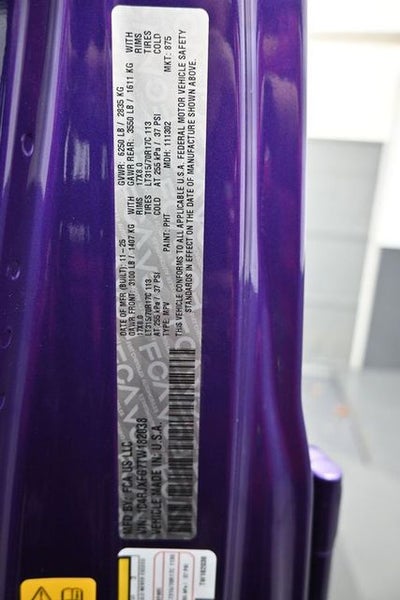 MFD BY: FCA US LLC
DATE OF MFR (BUILT): 11-25
GVWR: 6250 LB / 2835 KG
GAWR FRONT: 3100 LB / 1407 KG WITH
GAWR REAR: 3550 LB / 1611 KG WITH
17X8.0 RIMS
17X8.0 RIMS
LT315/70R17C 113 TIRES
LT315/70R17C 113 TIRES
AT 255 kPa / 37 PSI COLD
AT 255 kPa / 37 PSI COLD
TYPE: MPV
PAINT: PHT
MDH: 111302
MKT: 875
THIS VEHICLE CONFORMS TO ALL APPLICABLE U.S.A. FEDERAL MOTOR VEHICLE SAFETY
STANDARDS IN EFFECT ON THE DATE OF MANUFACTURE SHOWN ABOVE.
VEHICLE MADE IN: U.S.A.
TW182838